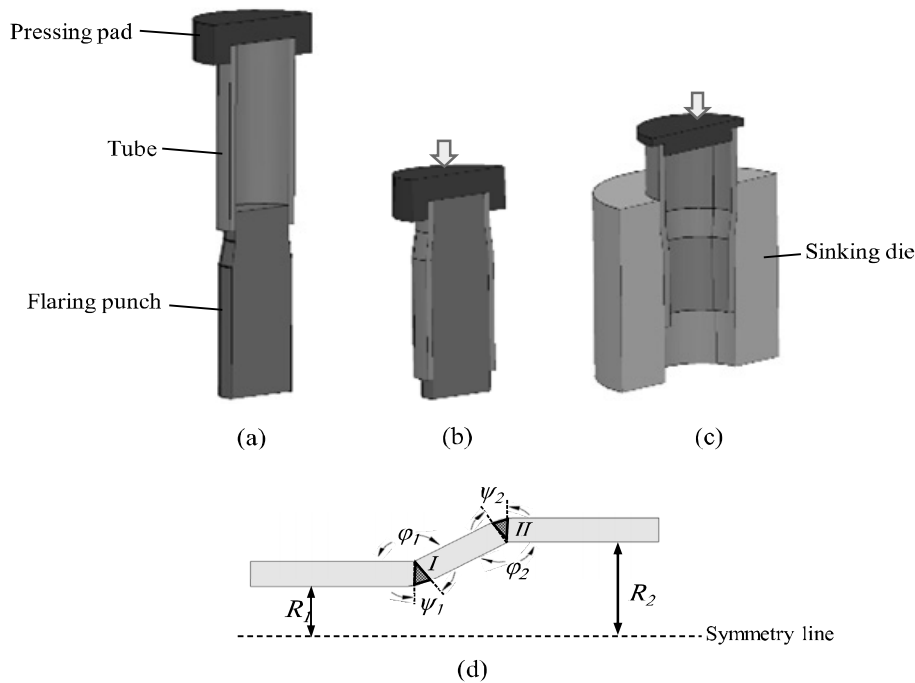 Pressing pad
Tube
Flaring punch
Sinking die
(a)
(b)
(c)
ψ2
φ1
I
II
φ2
ψ1
R1
R2
Symmetry line
(d)